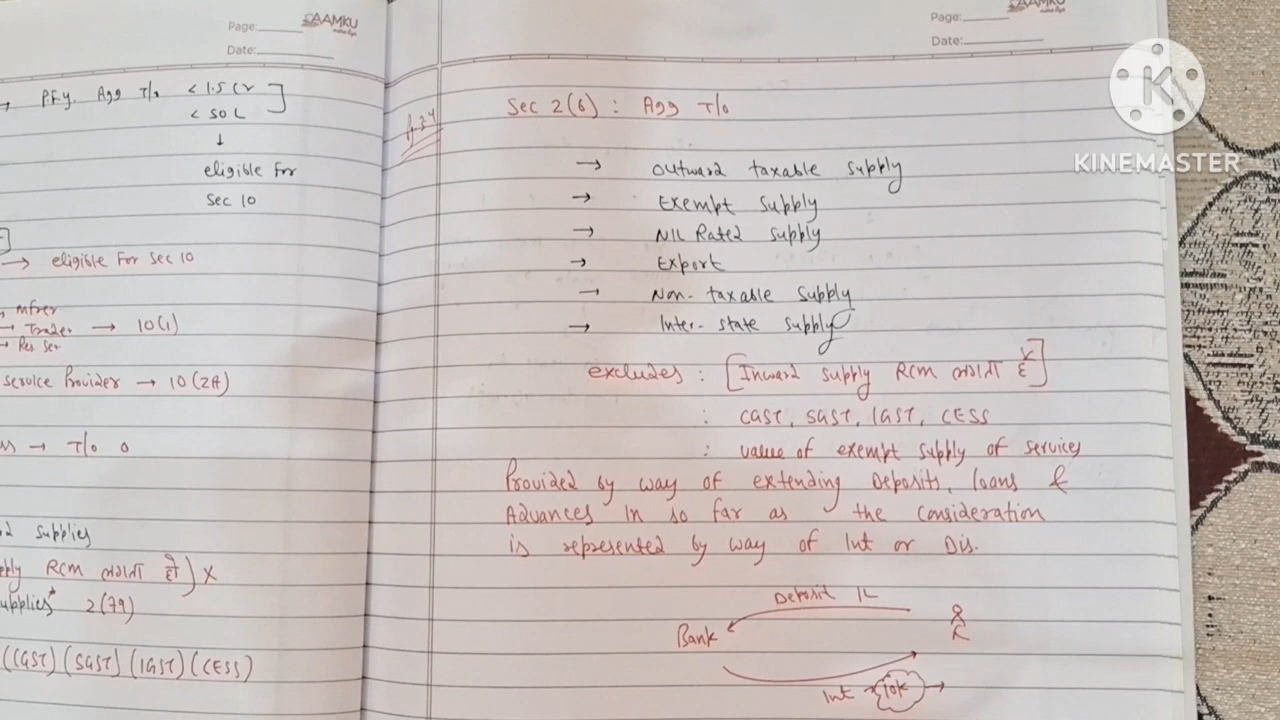 Page:
SAAMKU
Date:
P.F.Y. Agg T/o < 1.5 Cr
< 50 L
eligible For
Sec 10
→ eligible For Sec 10
mfrer
→ Trader → 10(1)
→ Res Ser
service Provider → 10(2A)
→ T/o 0
supplies
RCM लगता है) X
supplies" 2(79)
(CGST) (SGST) (IGST) (CESS)
Page:
SAAMKU
Date:
KINEMASTER
Sec 2(6) : Agg T/o
→ Outward taxable supply
→ Exempt supply
→ NIL Rated supply
→ Export
→ Non-taxable supply
→ Inter-state supply
excludes : [Inward supply RCM है]
: CGST, SGST, IGST, CESS
: value of exempt supply of services
Provided by way of extending Deposits, loans &
Advances In so far as the consideration
is represented by way of Int or Dis.
Deposit 1L
Bank
Int → 10K →